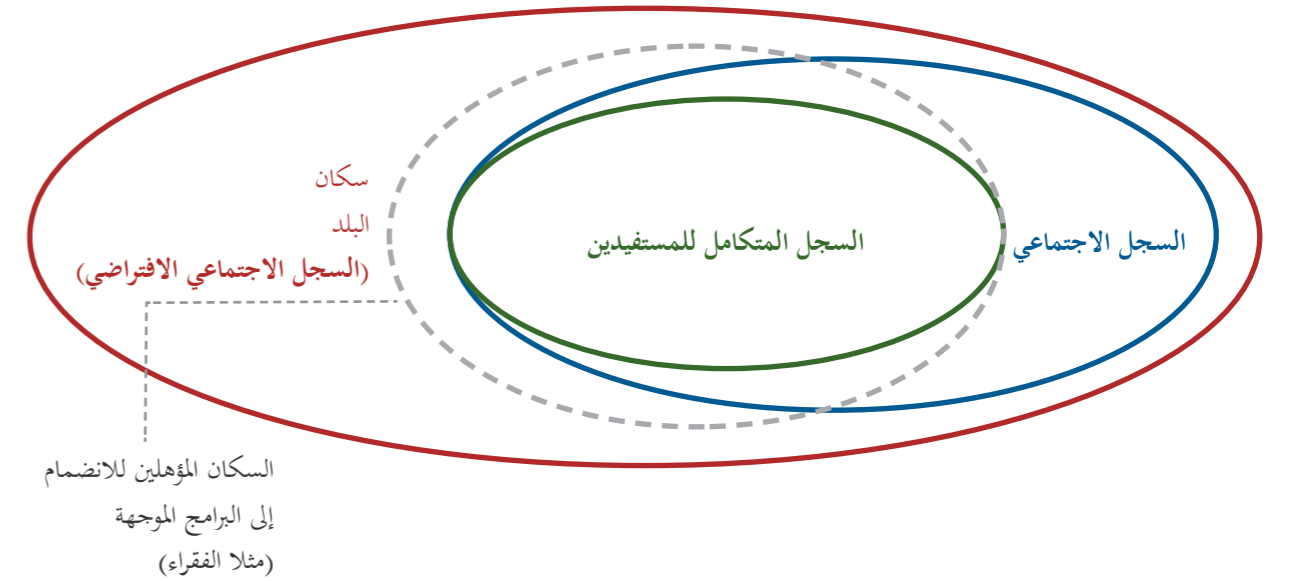 السجل الاجتماعي
السجل المتكامل للمستفيدين
سكان
البلد
(السجل الاجتماعي الافتراضي)
السكان المؤهلين للانضمام
إلى البرامج الموجهة
(مثلا الفقراء)